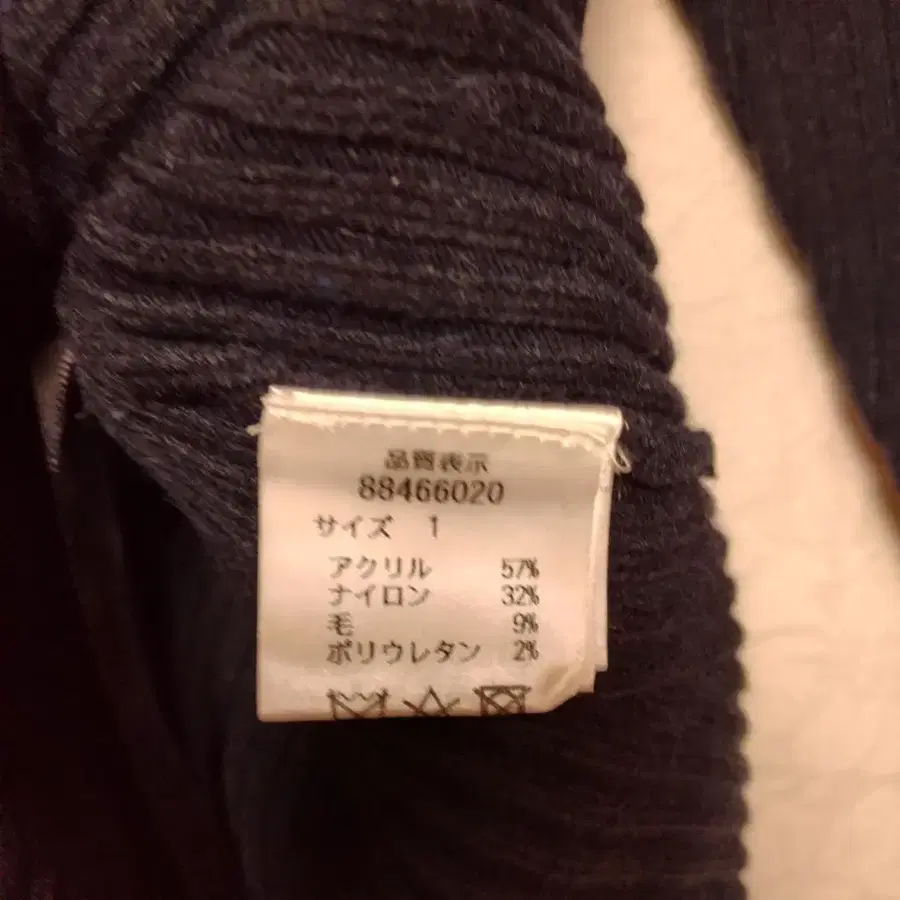 品質表示
88466020
サイズ 1
アクリル 57%
ナイロン 32%
毛 9%
ポリウレタン 2%